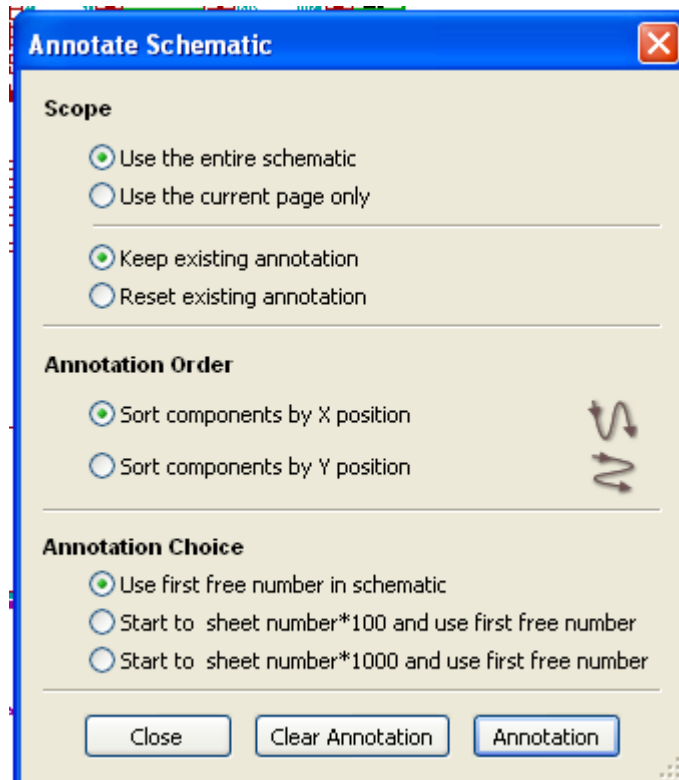 Annotate Schematic
Scope
Use the entire schematic
Use the current page only
Keep existing annotation
Reset existing annotation
Annotation Order
Sort components by X position
Sort components by Y position
Annotation Choice
Use first free number in schematic
Start to  sheet number*100 and use first free number
Start to  sheet number*1000 and use first free number
Close Clear Annotation Annotation